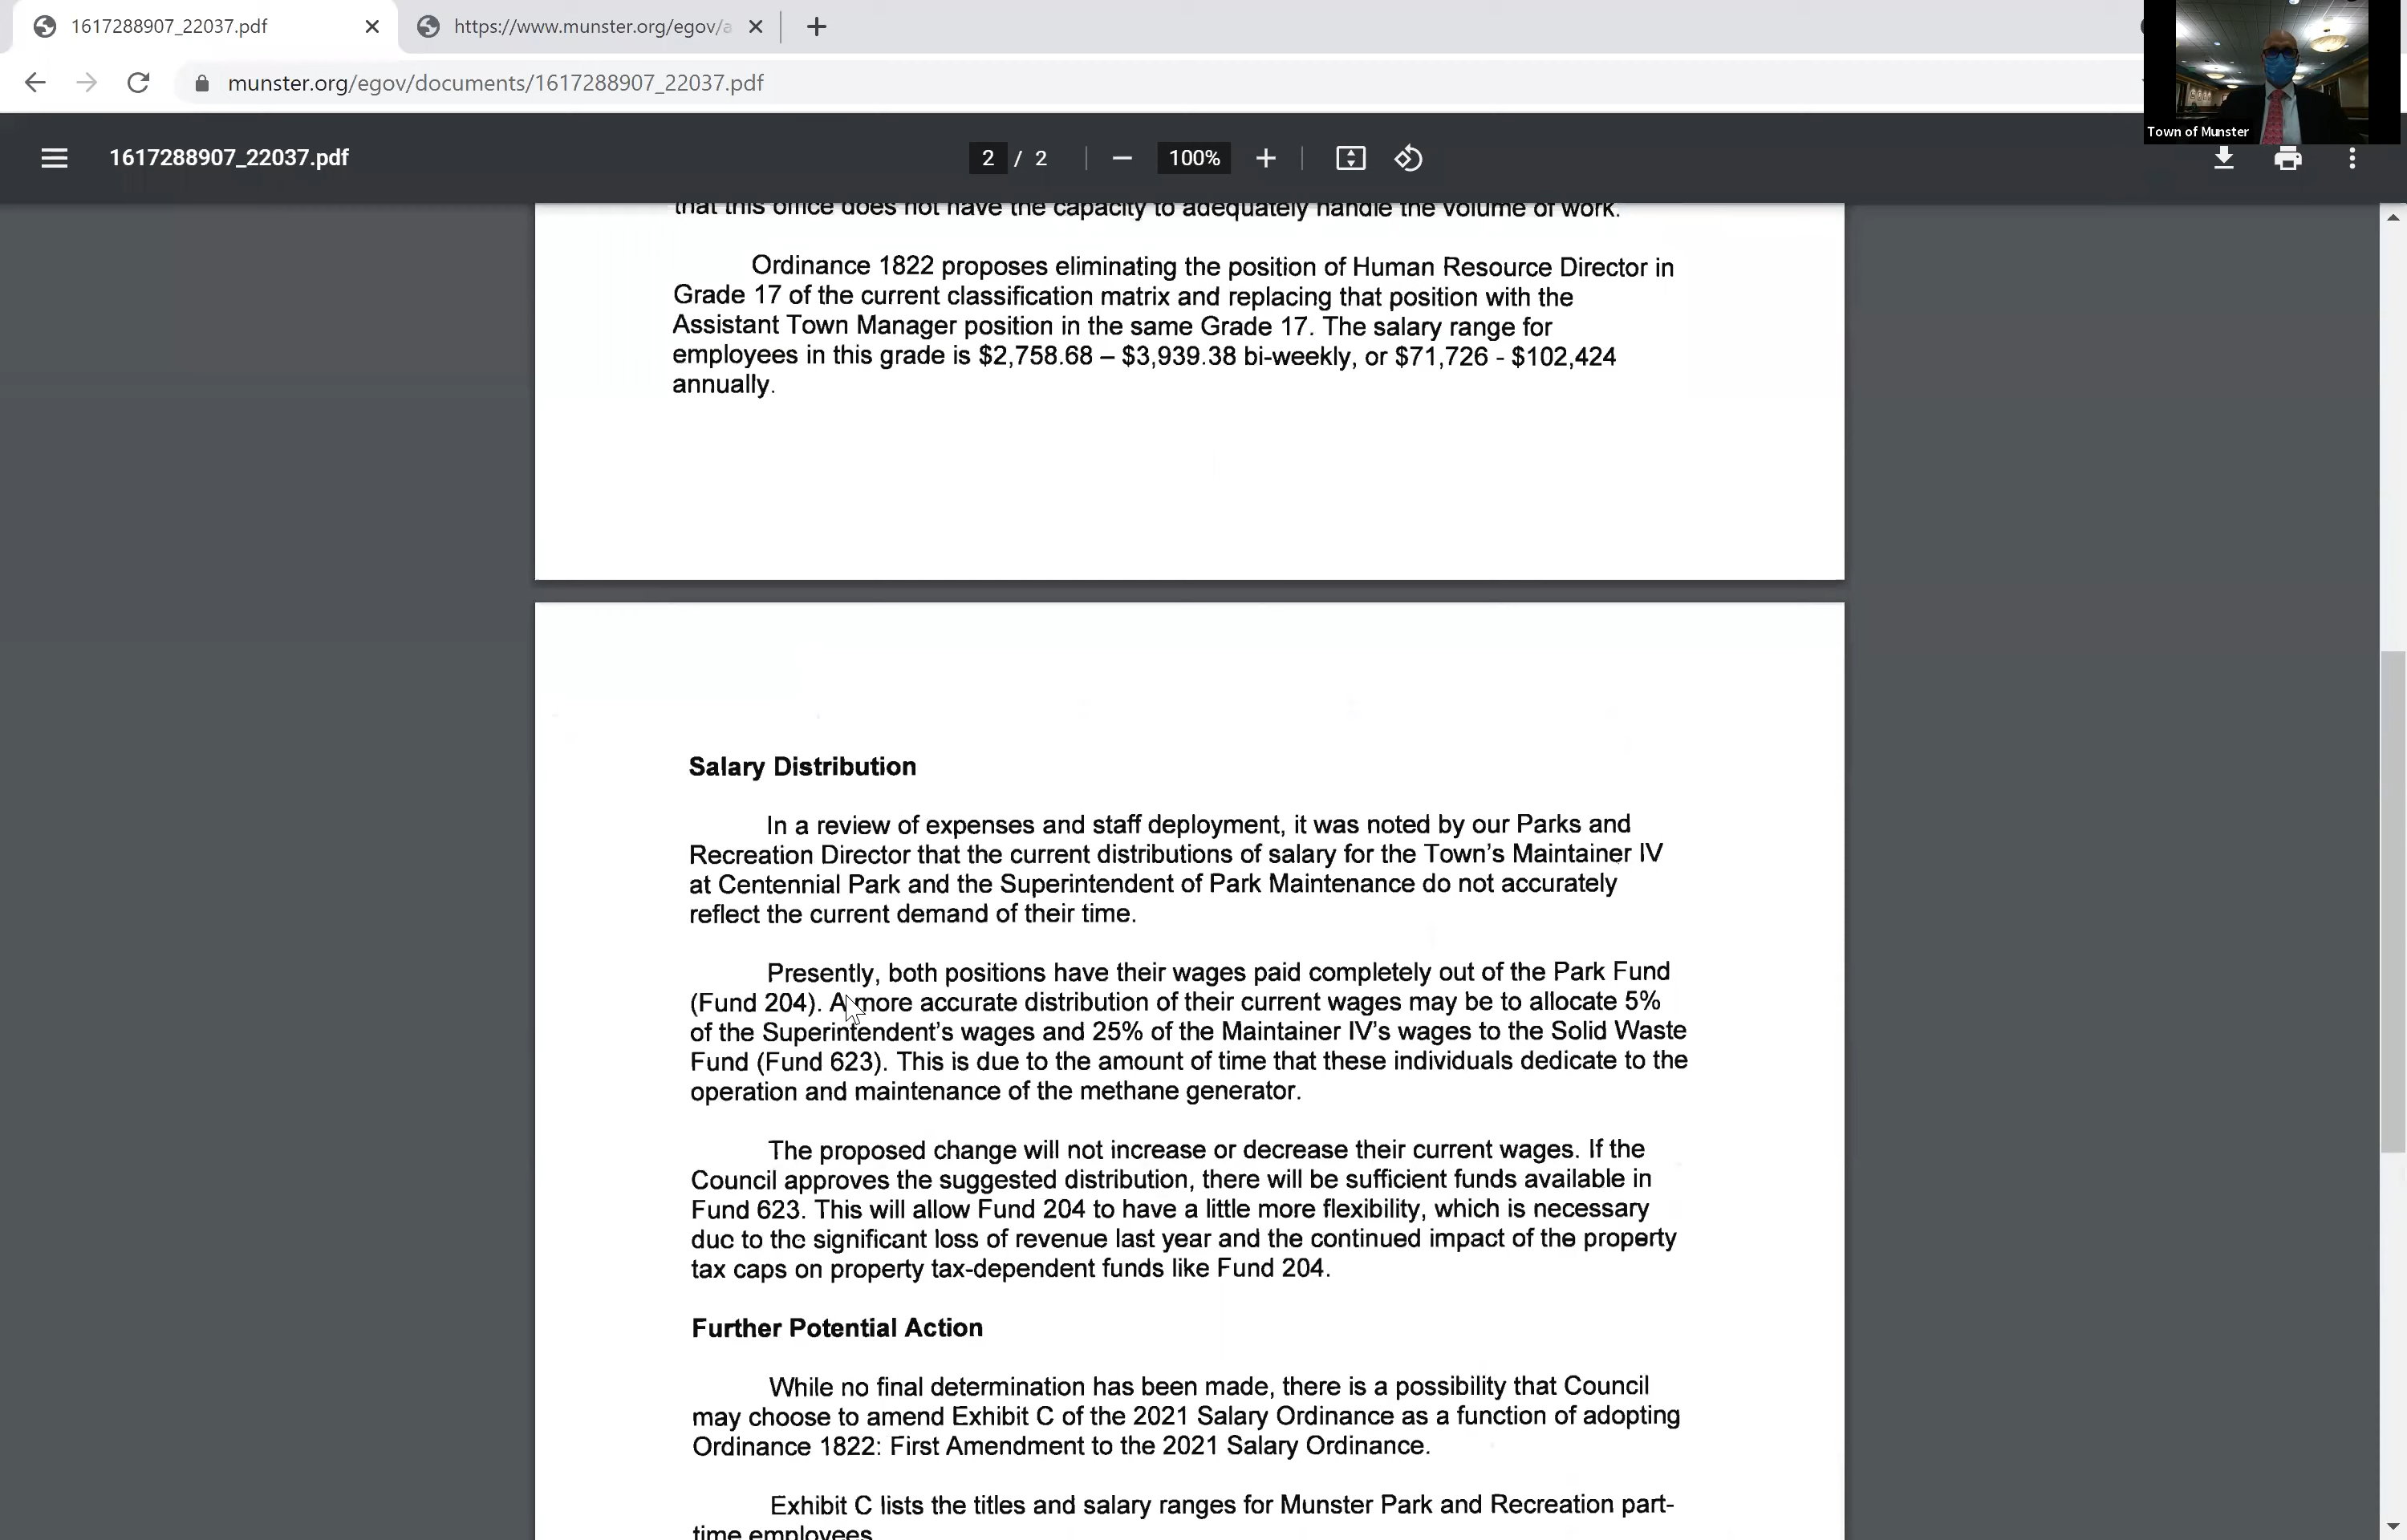 1617288907_22037.pdf
https://www.munster.org/egov/a
munster.org/egov/documents/1617288907_22037.pdf
Town of Munster
1617288907_22037.pdf
2 / 2
100%
that this office does not have the capacity to adequately handle the volume of work.
Ordinance 1822 proposes eliminating the position of Human Resource Director in
Grade 17 of the current classification matrix and replacing that position with the
Assistant Town Manager position in the same Grade 17. The salary range for
employees in this grade is $2,758.68 – $3,939.38 bi-weekly, or $71,726 - $102,424
annually.
Salary Distribution
In a review of expenses and staff deployment, it was noted by our Parks and
Recreation Director that the current distributions of salary for the Town's Maintainer IV
at Centennial Park and the Superintendent of Park Maintenance do not accurately
reflect the current demand of their time.
Presently, both positions have their wages paid completely out of the Park Fund
(Fund 204). A more accurate distribution of their current wages may be to allocate 5%
of the Superintendent's wages and 25% of the Maintainer IV's wages to the Solid Waste
Fund (Fund 623). This is due to the amount of time that these individuals dedicate to the
operation and maintenance of the methane generator.
The proposed change will not increase or decrease their current wages. If the
Council approves the suggested distribution, there will be sufficient funds available in
Fund 623. This will allow Fund 204 to have a little more flexibility, which is necessary
due to the significant loss of revenue last year and the continued impact of the property
tax caps on property tax-dependent funds like Fund 204.
Further Potential Action
While no final determination has been made, there is a possibility that Council
may choose to amend Exhibit C of the 2021 Salary Ordinance as a function of adopting
Ordinance 1822: First Amendment to the 2021 Salary Ordinance.
Exhibit C lists the titles and salary ranges for Munster Park and Recreation part-
time employees